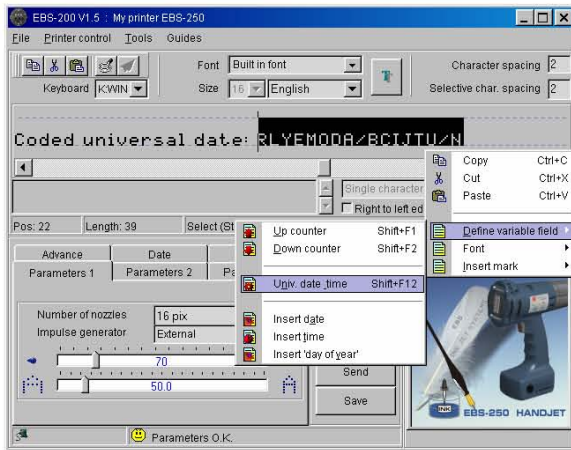 EBS-200 V1.5 : My printer EBS-250
File Printer control Tools Guides
Font Built in font Character spacing 2
Keyboard K:WIN Size 16 English Selective char. spacing 2
Coded universal date: RLYEMODA/BCIJTU/N
Copy Ctrl+C
Cut Ctrl+X
Paste Ctrl+V
Single character
Right to left ed
Pos: 22 Length: 39 Select (St
Define variable field
Font
Insert mark
Up counter Shift+F1
Down counter Shift+F2
Univ. date_time Shift+F12
Insert date
Insert time
Insert 'day of year'
Advance Date
Parameters 1 Parameters 2 Pa
Number of nozzles 16 pix
Impulse generator External
70
50.0
Send
Save
EBS
INK
EBS-250 HANDJET
Parameters O.K.